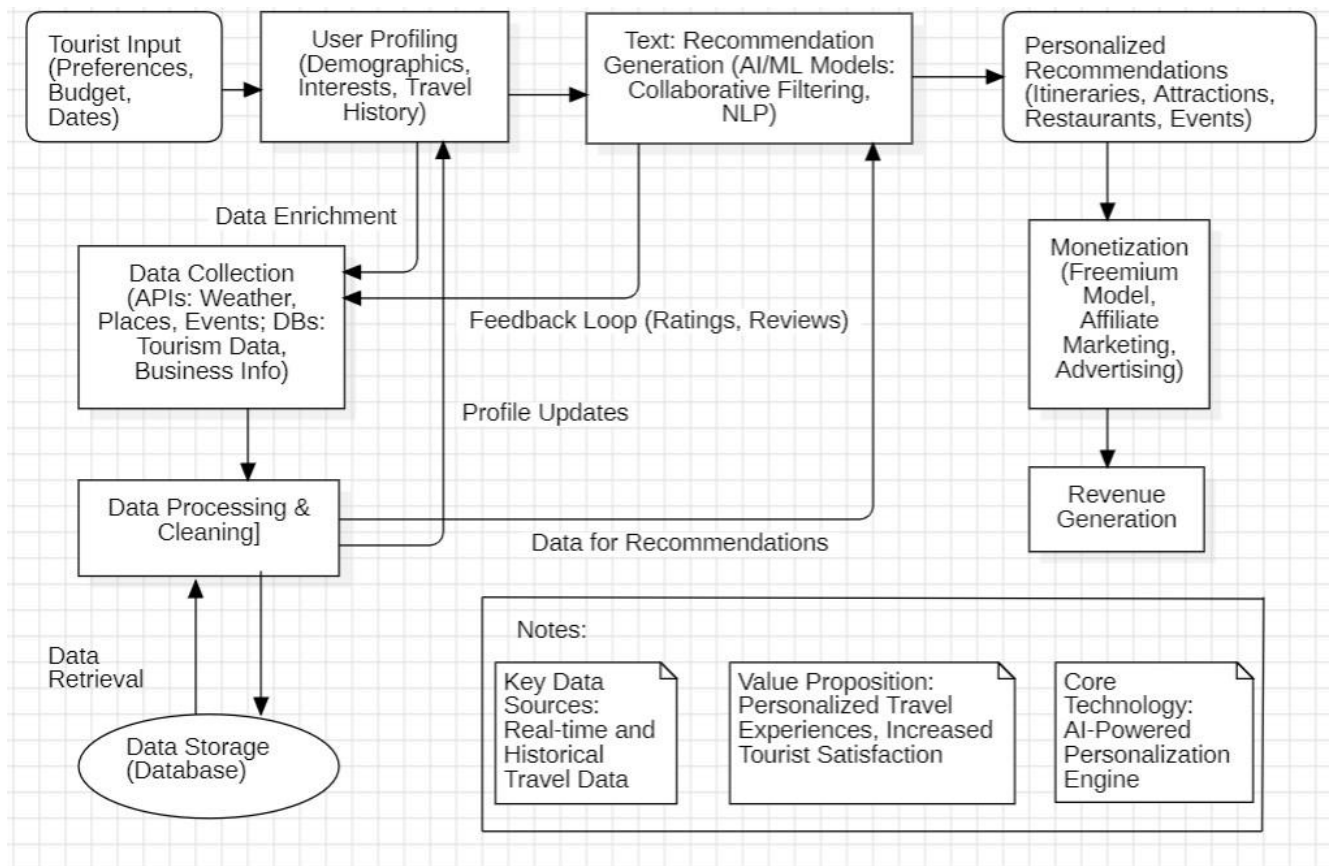 Tourist Input
(Preferences,
Budget,
Dates)
User Profiling
(Demographics,
Interests, Travel
History)
Text: Recommendation
Generation (AI/ML Models:
Collaborative Filtering,
NLP)
Personalized
Recommendations
(Itineraries, Attractions,
Restaurants, Events)
Data Enrichment
Data Collection
(APIs: Weather,
Places, Events; DBs:
Tourism Data,
Business Info)
Feedback Loop (Ratings, Reviews)
Monetization
(Freemium
Model,
Affiliate
Marketing,
Advertising)
Profile Updates
Data Processing &
Cleaning]
Data for Recommendations
Revenue
Generation
Data
Retrieval
Data Storage
(Database)
Notes:
Key Data
Sources:
Real-time and
Historical
Travel Data
Value Proposition:
Personalized Travel
Experiences, Increased
Tourist Satisfaction
Core
Technology:
AI-Powered
Personalization
Engine